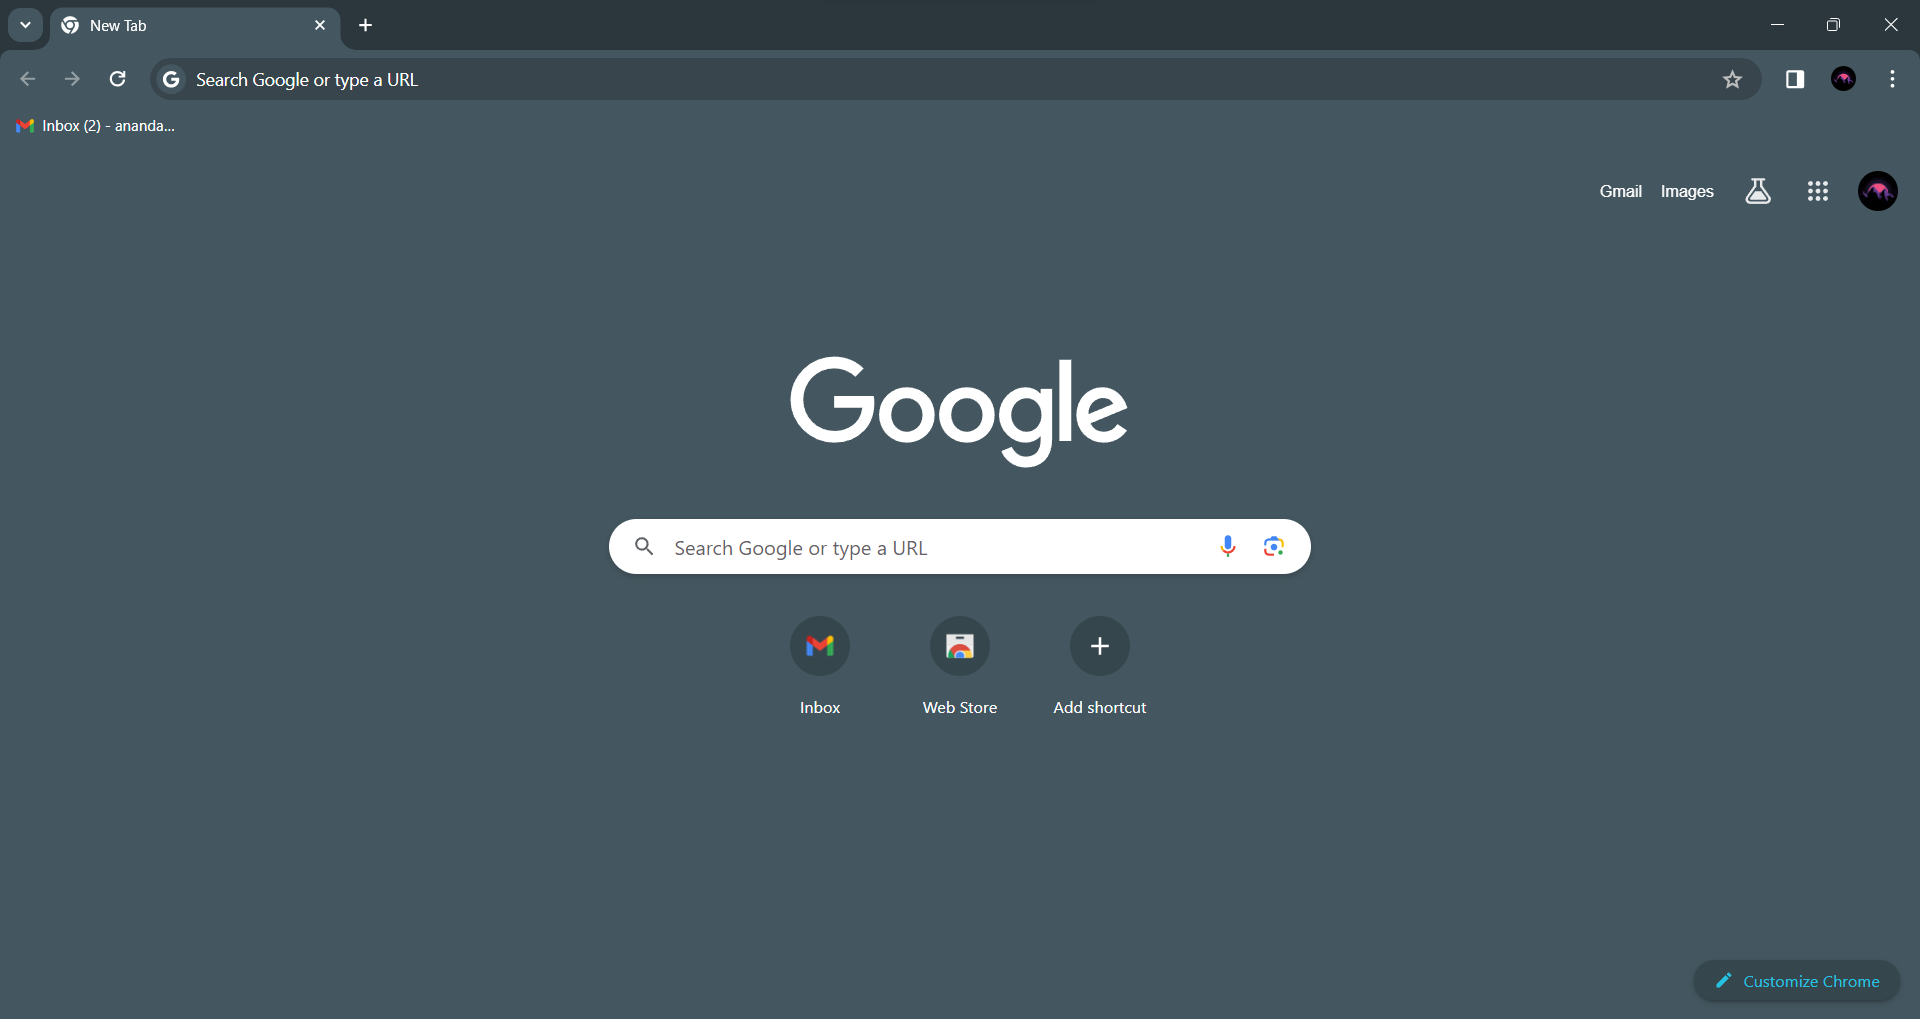 New Tab
Search Google or type a URL
Inbox (2) - ananda...
Gmail Images
Google
Search Google or type a URL
Inbox Web Store Add shortcut
Customize Chrome